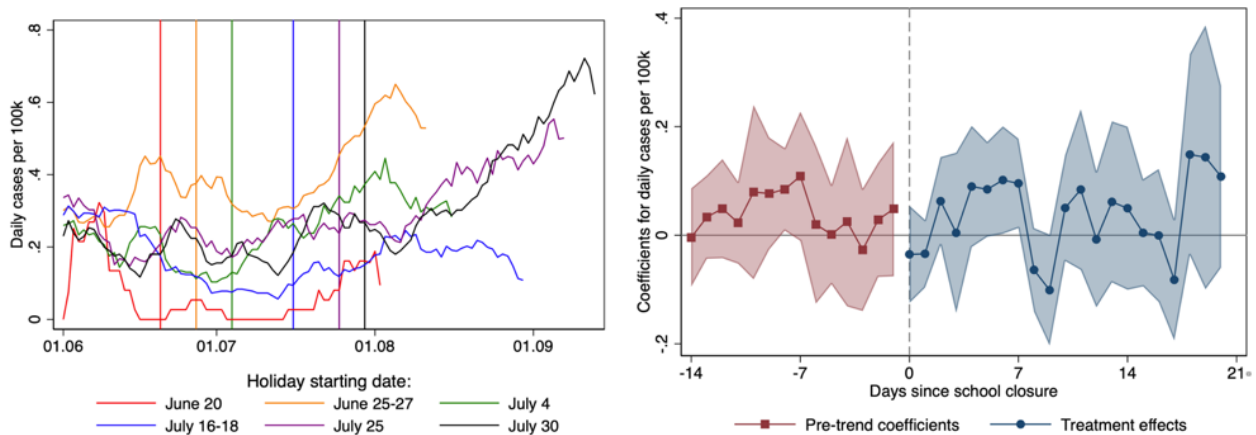 Daily cases per 100k
.8
.6
.4
.2
0
01.06 01.07 01.08 01.09
Holiday starting date:
June 20 June 25-27 July 4
July 16-18 July 25 July 30
Coefficients for daily cases per 100k
.4
.2
0
-.2
-14 -7 0 7 14 21
Days since school closure
Pre-trend coefficients Treatment effects